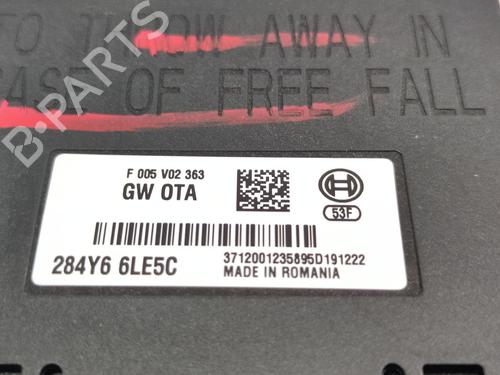 TO THROW AWAY IN
CASE OF FREE FALL
B-PARTS
F 005 V02 363
GW OTA
53F
284Y6 6LE5C
3712001235895D191222
MADE IN ROMANIA